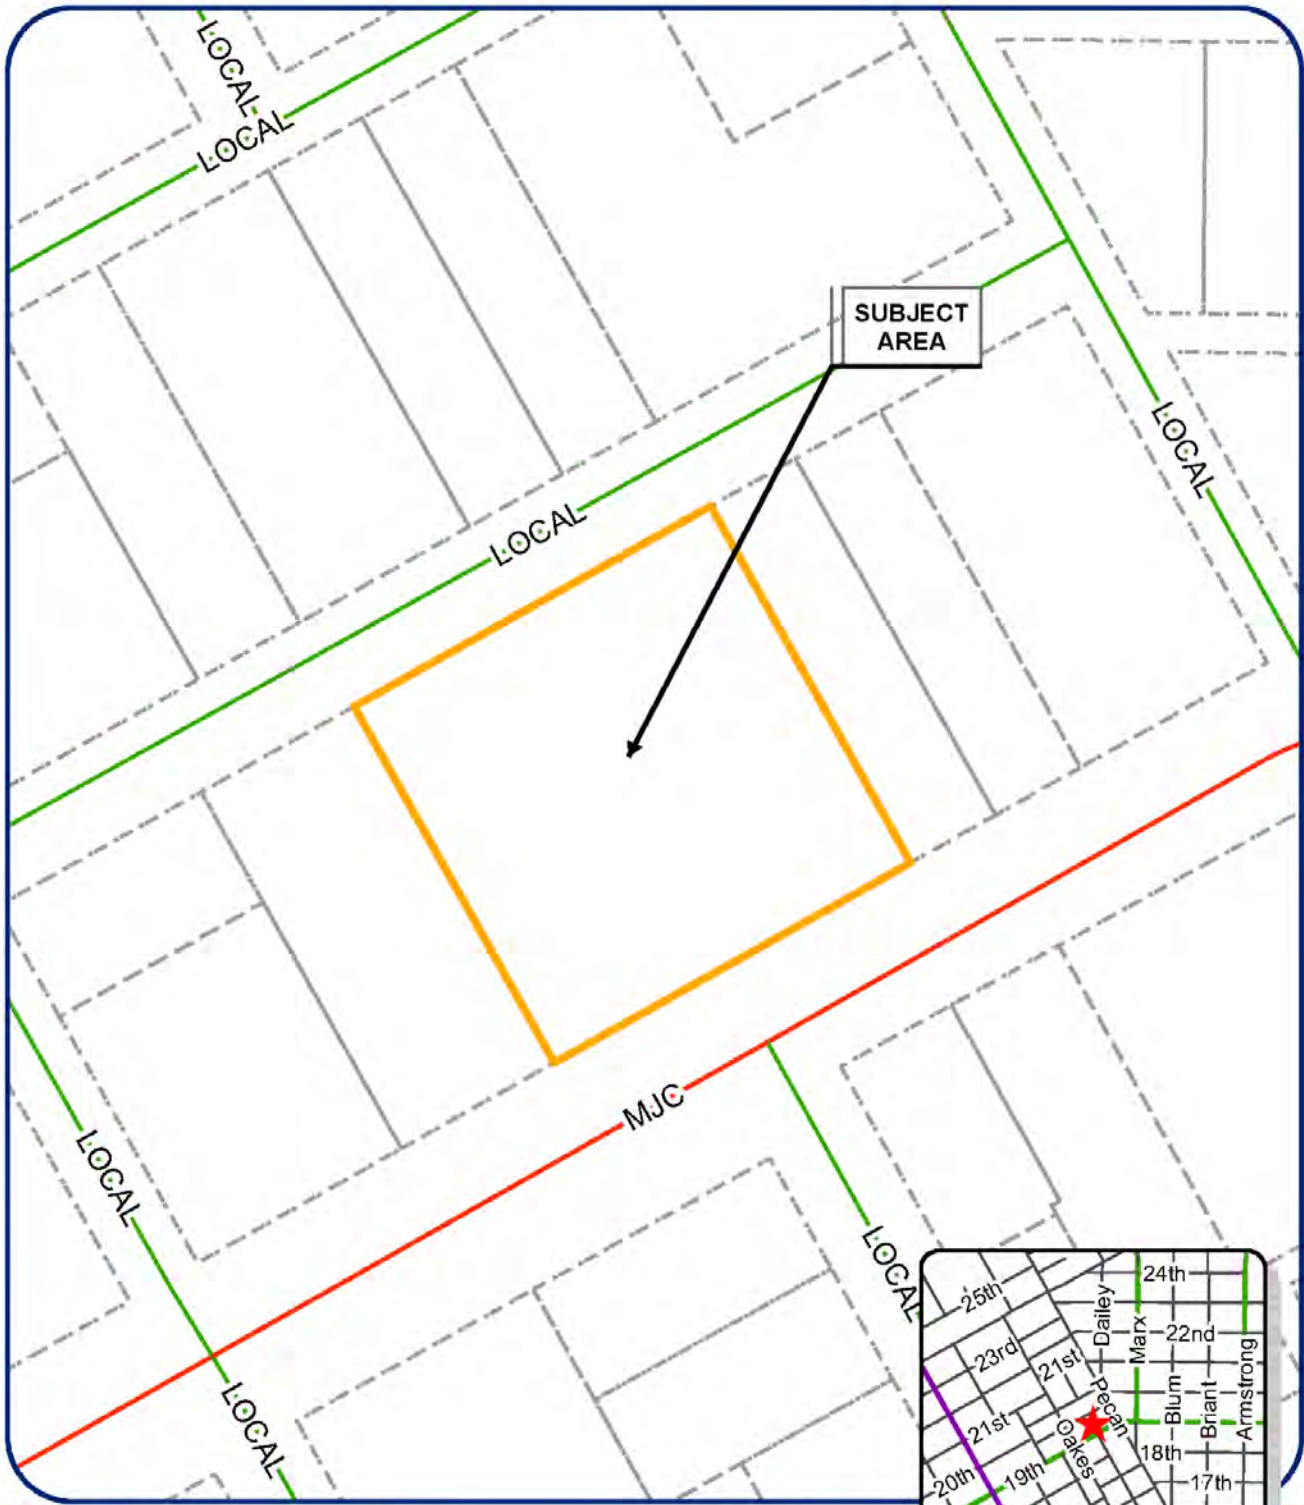 LOCAL
LOCAL
SUBJECT
AREA
LOCAL
LOCAL
MJC
LOCAL
LOCAL
LOCAL
24th
25th
Dailey
Marx
22nd
23rd
21st
Pecan
Blum
Briant
Armstrong
21st
Oakes
18th
20th
19th
17th